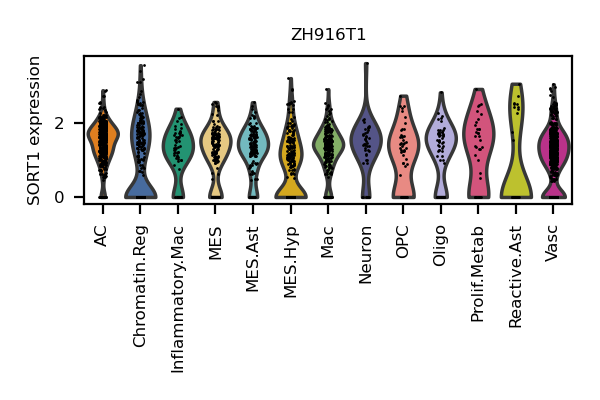 ZH916T1
SORT1 expression
2
0
AC
Chromatin.Reg
Inflammatory.Mac
MES
MES.Ast
MES.Hyp
Mac
Neuron
OPC
Oligo
Prolif.Metab
Reactive.Ast
Vasc